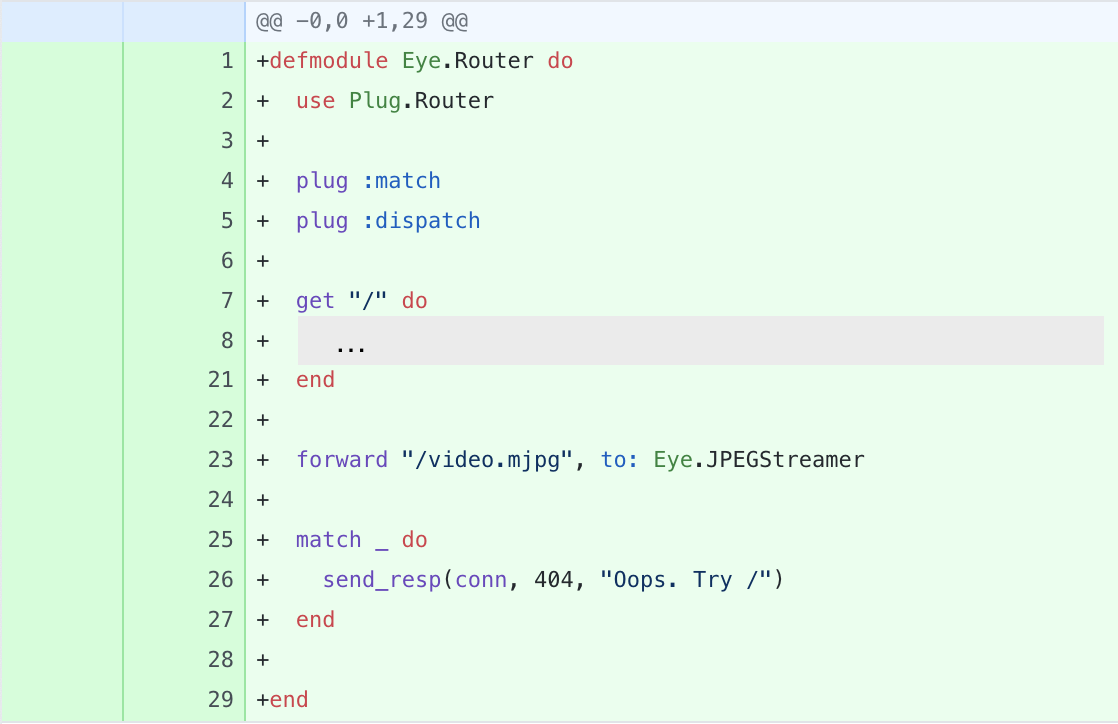 @@ −0,0 +1,29 @@
1 +defmodule Eye.Router do
2 +  use Plug.Router
3 +
4 +  plug :match
5 +  plug :dispatch
6 +
7 +  get "/" do
8 +     ...
21 +  end
22 +
23 +  forward "/video.mjpg", to: Eye.JPEGStreamer
24 +
25 +  match _ do
26 +    send_resp(conn, 404, "Oops. Try /")
27 +  end
28 +
29 +end